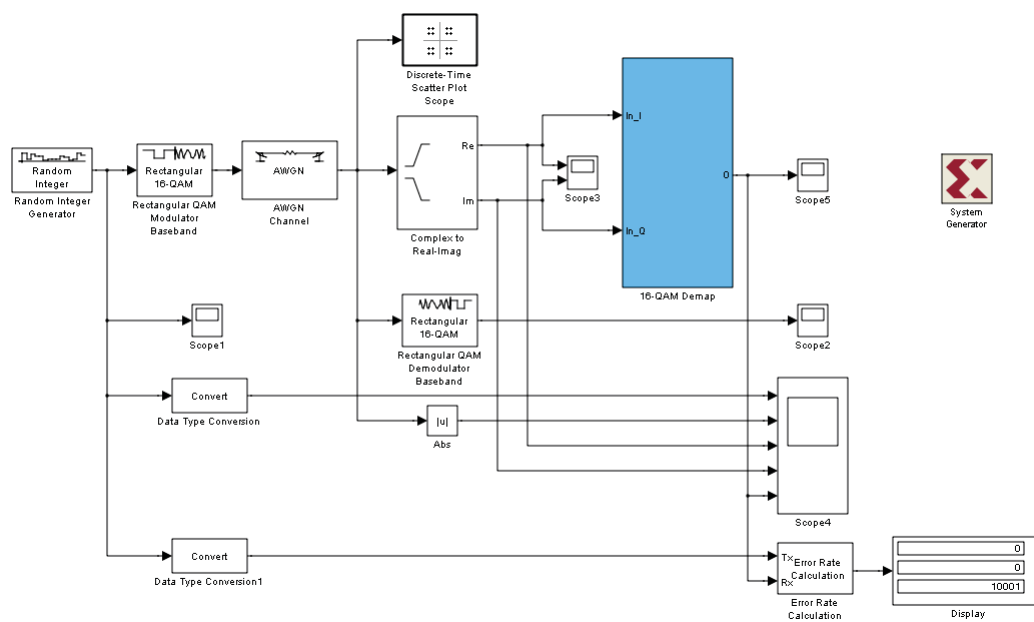 Discrete-Time
Scatter Plot
Scope
Random
Integer
Random Integer
Generator
Rectangular
16-QAM
Rectangular QAM
Modulator
Baseband
AWGN
AWGN
Channel
Re
Im
Complex to
Real-Imag
Scope3
In_I
In_Q
O
16-QAM Demap
Scope5
System
Generator
Scope1
Rectangular
16-QAM
Rectangular QAM
Demodulator
Baseband
Scope2
Convert
Data Type Conversion
|u|
Abs
Scope4
Convert
Data Type Conversion1
Tx
Rx
Error Rate
Calculation
Error Rate
Calculation
0
0
10001
Display